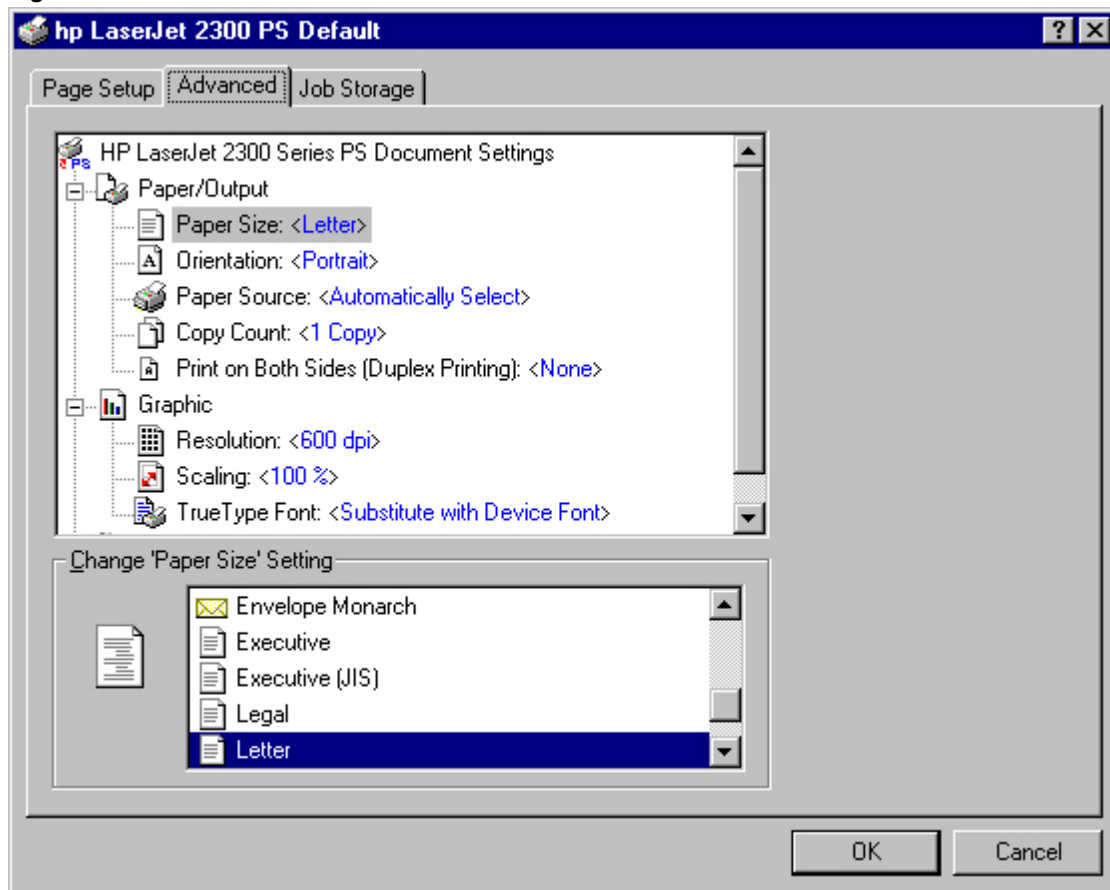 hp LaserJet 2300 PS Default
Page Setup Advanced Job Storage
HP LaserJet 2300 Series PS Document Settings
Paper/Output
Paper Size: <Letter>
Orientation: <Portrait>
Paper Source: <Automatically Select>
Copy Count: <1 Copy>
Print on Both Sides (Duplex Printing): <None>
Graphic
Resolution: <600 dpi>
Scaling: <100 %>
TrueType Font: <Substitute with Device Font>
Change 'Paper Size' Setting
Envelope Monarch
Executive
Executive (JIS)
Legal
Letter
OK Cancel